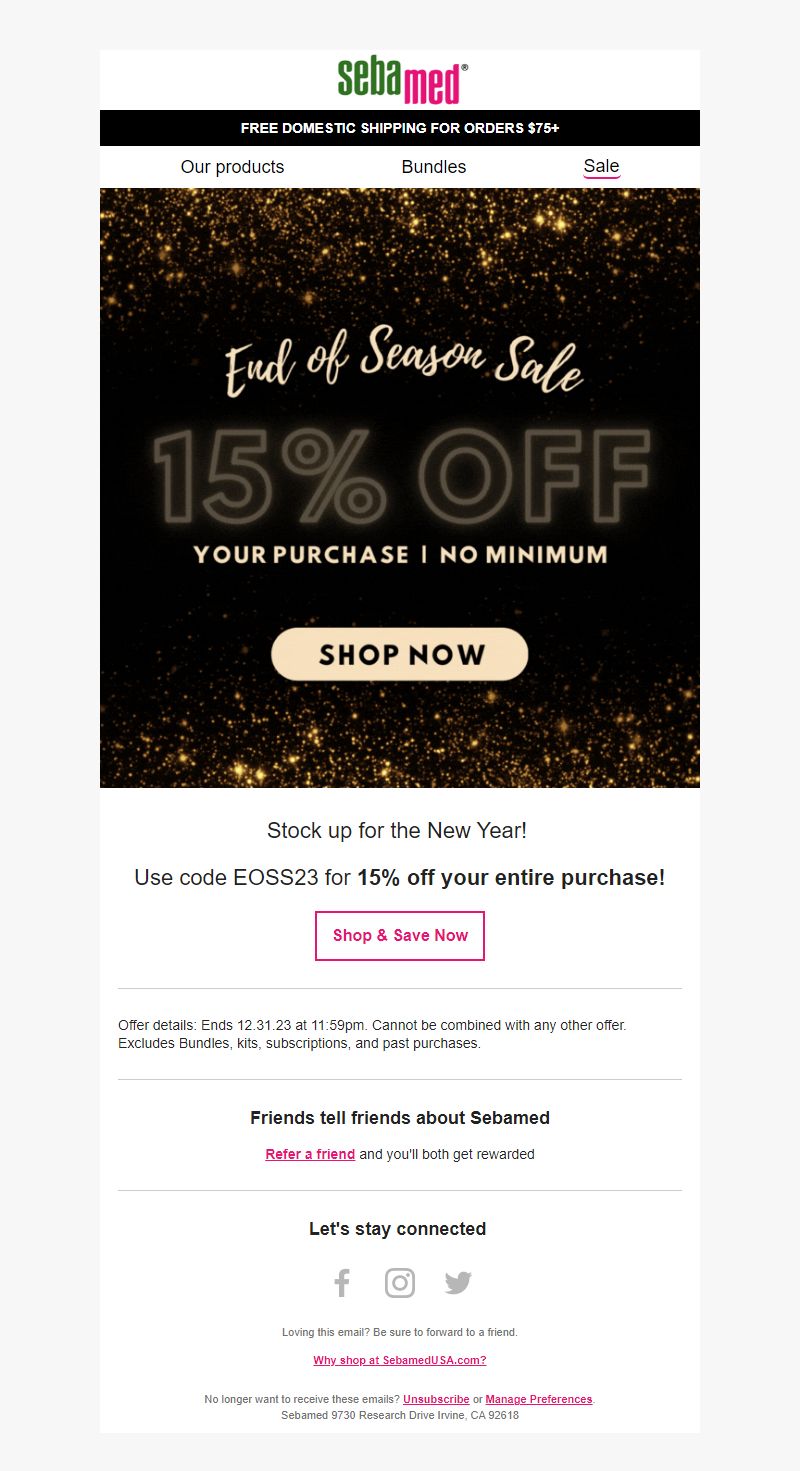 sebamed®
FREE DOMESTIC SHIPPING FOR ORDERS $75+
Our products Bundles Sale
End of Season Sale
15% OFF
YOUR PURCHASE | NO MINIMUM
SHOP NOW
Stock up for the New Year!
Use code EOSS23 for 15% off your entire purchase!
Shop & Save Now
Offer details: Ends 12.31.23 at 11:59pm. Cannot be combined with any other offer.
Excludes Bundles, kits, subscriptions, and past purchases.
Friends tell friends about Sebamed
Refer a friend and you'll both get rewarded
Let's stay connected
Loving this email? Be sure to forward to a friend.
Why shop at SebamedUSA.com?
No longer want to receive these emails? Unsubscribe or Manage Preferences.
Sebamed 9730 Research Drive Irvine, CA 92618